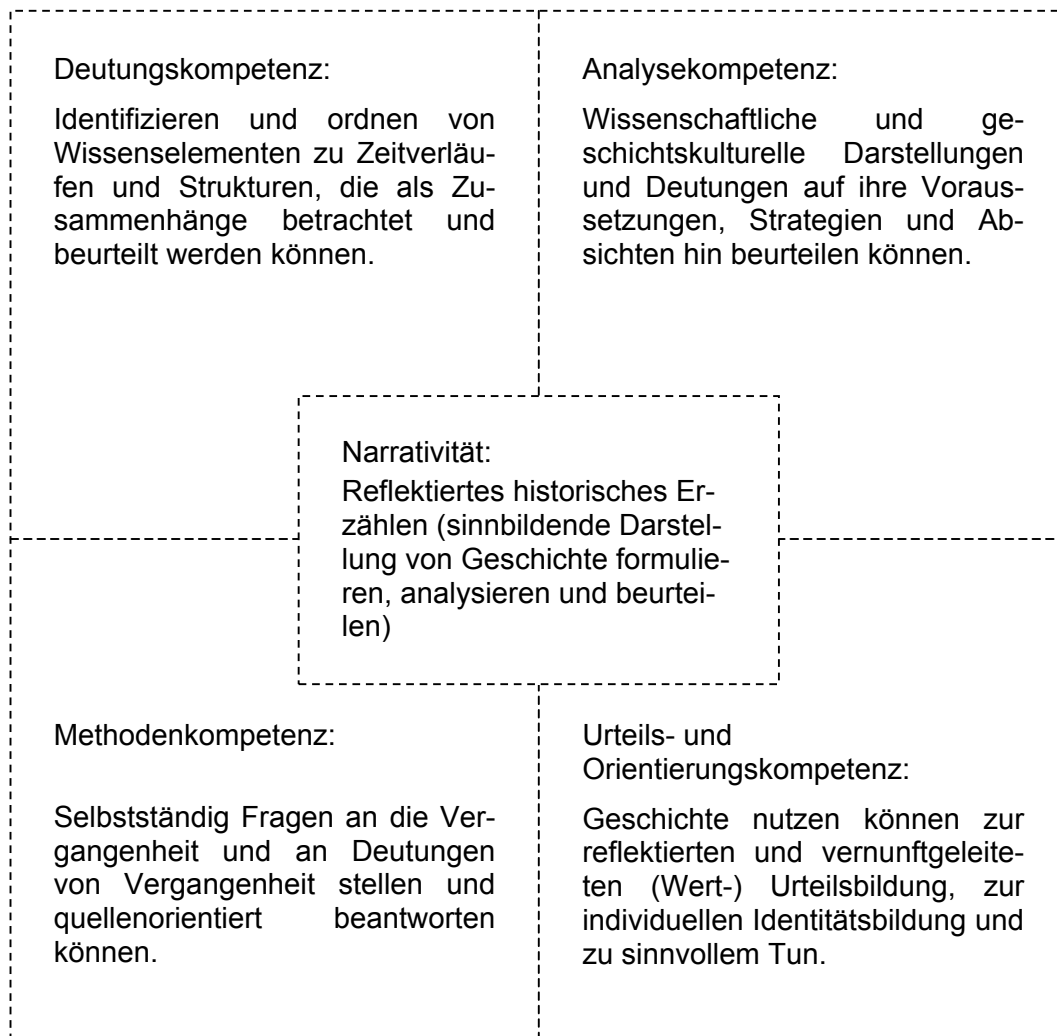 Deutungskompetenz:
Identifizieren und ordnen von
Wissenselementen zu Zeitverläu-
fen und Strukturen, die als Zu-
sammenhänge betrachtet und
beurteilt werden können.
Analysekompetenz:
Wissenschaftliche und ge-
schichtskulturelle Darstellungen
und Deutungen auf ihre Voraus-
setzungen, Strategien und Ab-
sichten hin beurteilen können.
Narrativität:
Reflektiertes historisches Er-
zählen (sinnbildende Darstel-
lung von Geschichte formulie-
ren, analysieren und beurtei-
len)
Methodenkompetenz:
Selbstständig Fragen an die Ver-
gangenheit und an Deutungen
von Vergangenheit stellen und
quellenorientiert beantworten
können.
Urteils- und
Orientierungskompetenz:
Geschichte nutzen können zur
reflektierten und vernunftgeleite-
ten (Wert-) Urteilsbildung, zur
individuellen Identitätsbildung und
zu sinnvollem Tun.